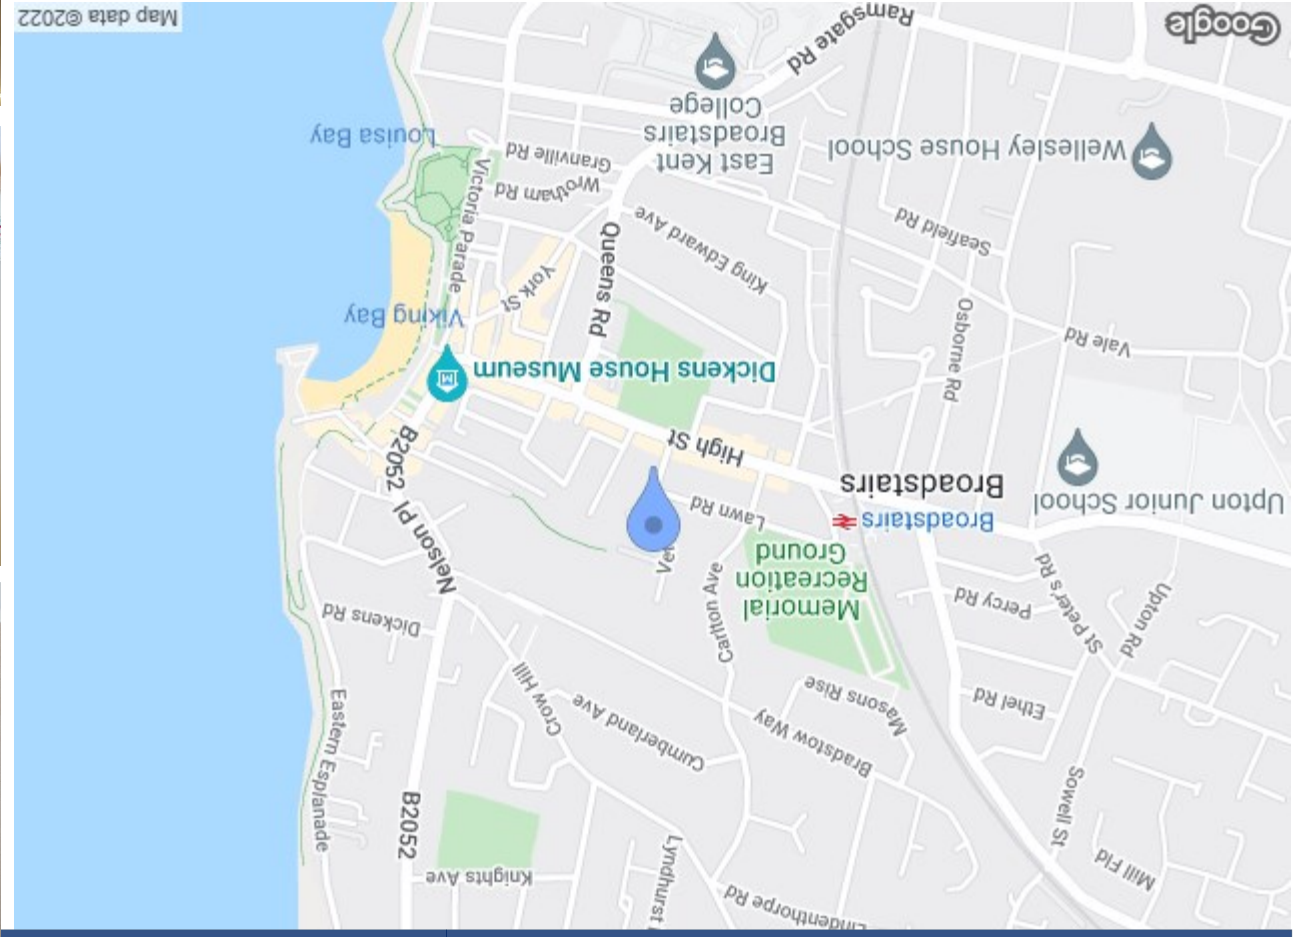 Lindenthorpe Rd
Knights Ave
Mill Fld
Lyndhurst
B2052
Sowell St
Eastern Esplanade
Cumberland Ave
Bradstow Way
Crow Hill
Masons Rise
Ethel Rd
Carlton Ave
Dickens Rd
Percy Rd
Upton Rd
St Peter's Rd
Memorial
Recreation
Ground
Nelson Pl
Lawn Rd
Broadstairs
Broadstairs
Upton Junior School
B2052
High St
Dickens House Museum
Vale Rd
Osborne Rd
Viking Bay
York St
Queens Rd
Victoria Parade
King Edward Ave
Seafield Rd
Wrotham Rd
Granville Rd
East Kent
Broadstairs
College
Wellesley House School
Louisa Bay
Ramsgate Rd
Google
Map data ©2022